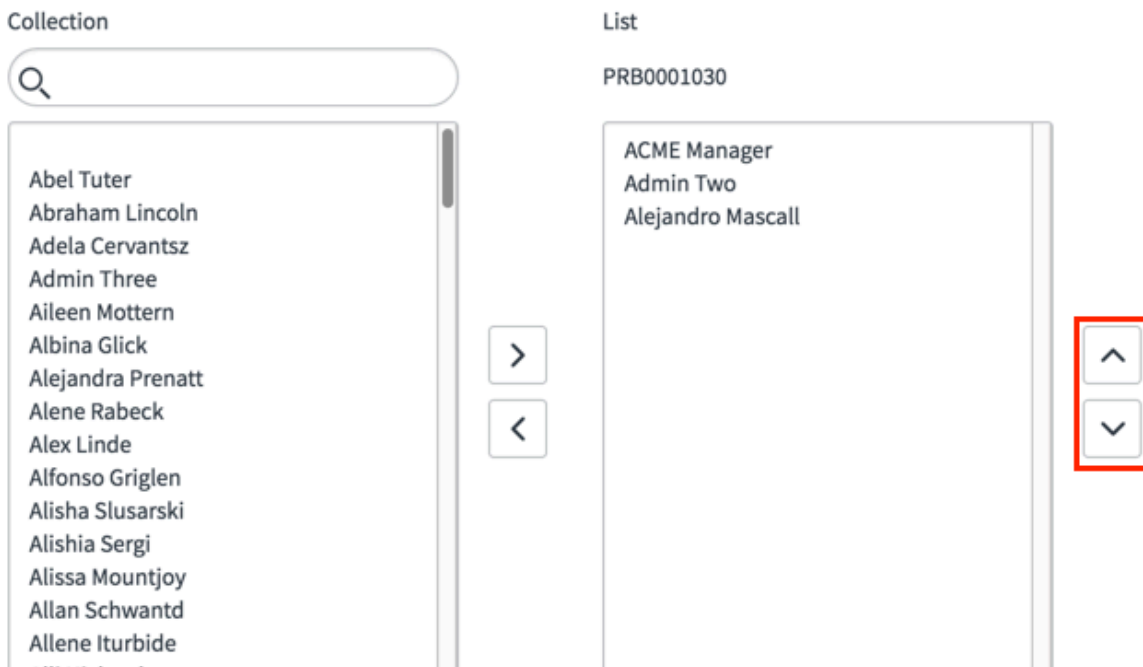 Collection
List
PRB0001030
Abel Tuter
Abraham Lincoln
Adela Cervantsz
Admin Three
Aileen Mottern
Albina Glick
Alejandra Prenatt
Alene Rabeck
Alex Linde
Alfonso Griglen
Alisha Slusarski
Alishia Sergi
Alissa Mountjoy
Allan Schwantd
Allene Iturbide
ACME Manager
Admin Two
Alejandro Mascall